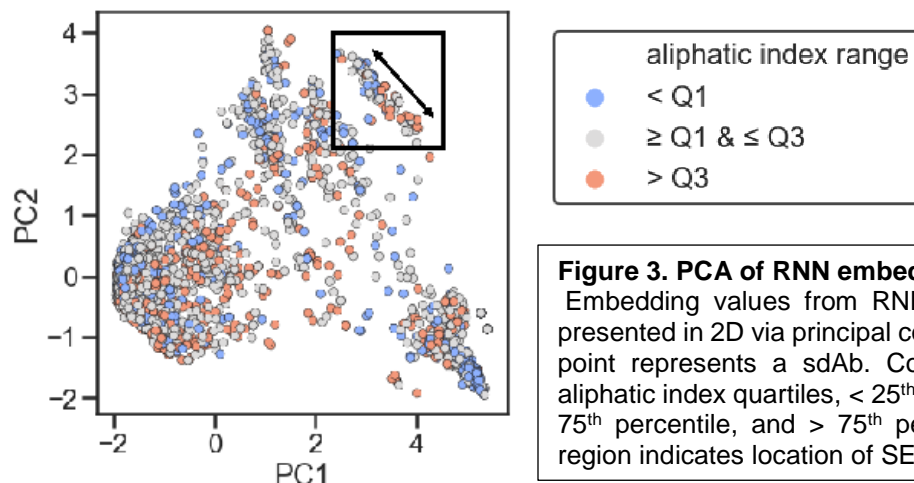 4
3
2
1
0
−1
−2
PC2
−2
0
2
4
PC1
aliphatic index range
< Q1
≥ Q1 & ≤ Q3
> Q3
Figure 3. PCA of RNN embed
Embedding values from RNN
presented in 2D via principal co
point represents a sdAb. Co
aliphatic index quartiles, < 25th
75th percentile, and > 75th pe
region indicates location of SE